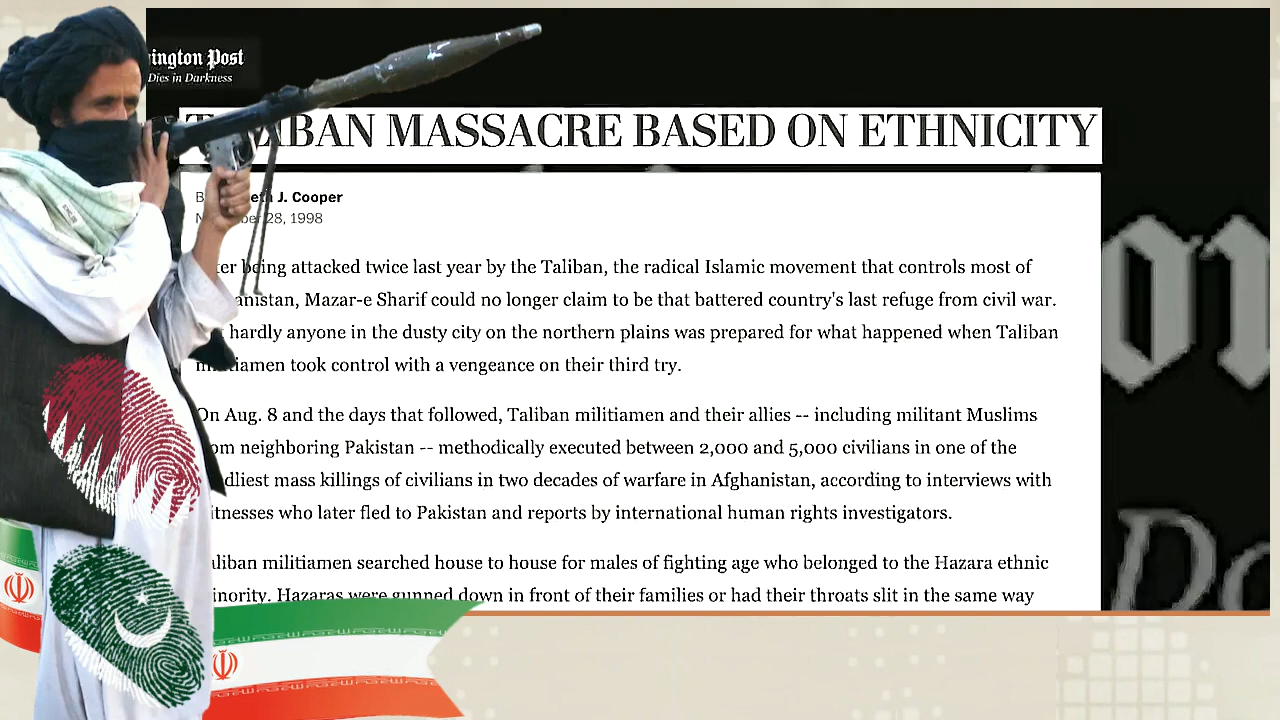 ington Post
Dies in Darkness
TALIBAN MASSACRE BASED ON ETHNICITY
J. Cooper
28, 1998
being attacked twice last year by the Taliban, the radical Islamic movement that controls most of
anistan, Mazar-e Sharif could no longer claim to be that battered country's last refuge from civil war.
hardly anyone in the dusty city on the northern plains was prepared for what happened when Taliban
militiamen took control with a vengeance on their third try.
On Aug. 8 and the days that followed, Taliban militiamen and their allies -- including militant Muslims
om neighboring Pakistan -- methodically executed between 2,000 and 5,000 civilians in one of the
dliest mass killings of civilians in two decades of warfare in Afghanistan, according to interviews with
itnesses who later fled to Pakistan and reports by international human rights investigators.
aliban militiamen searched house to house for males of fighting age who belonged to the Hazara ethnic
inority. Hazaras were gunned down in front of their families or had their throats slit in the same way